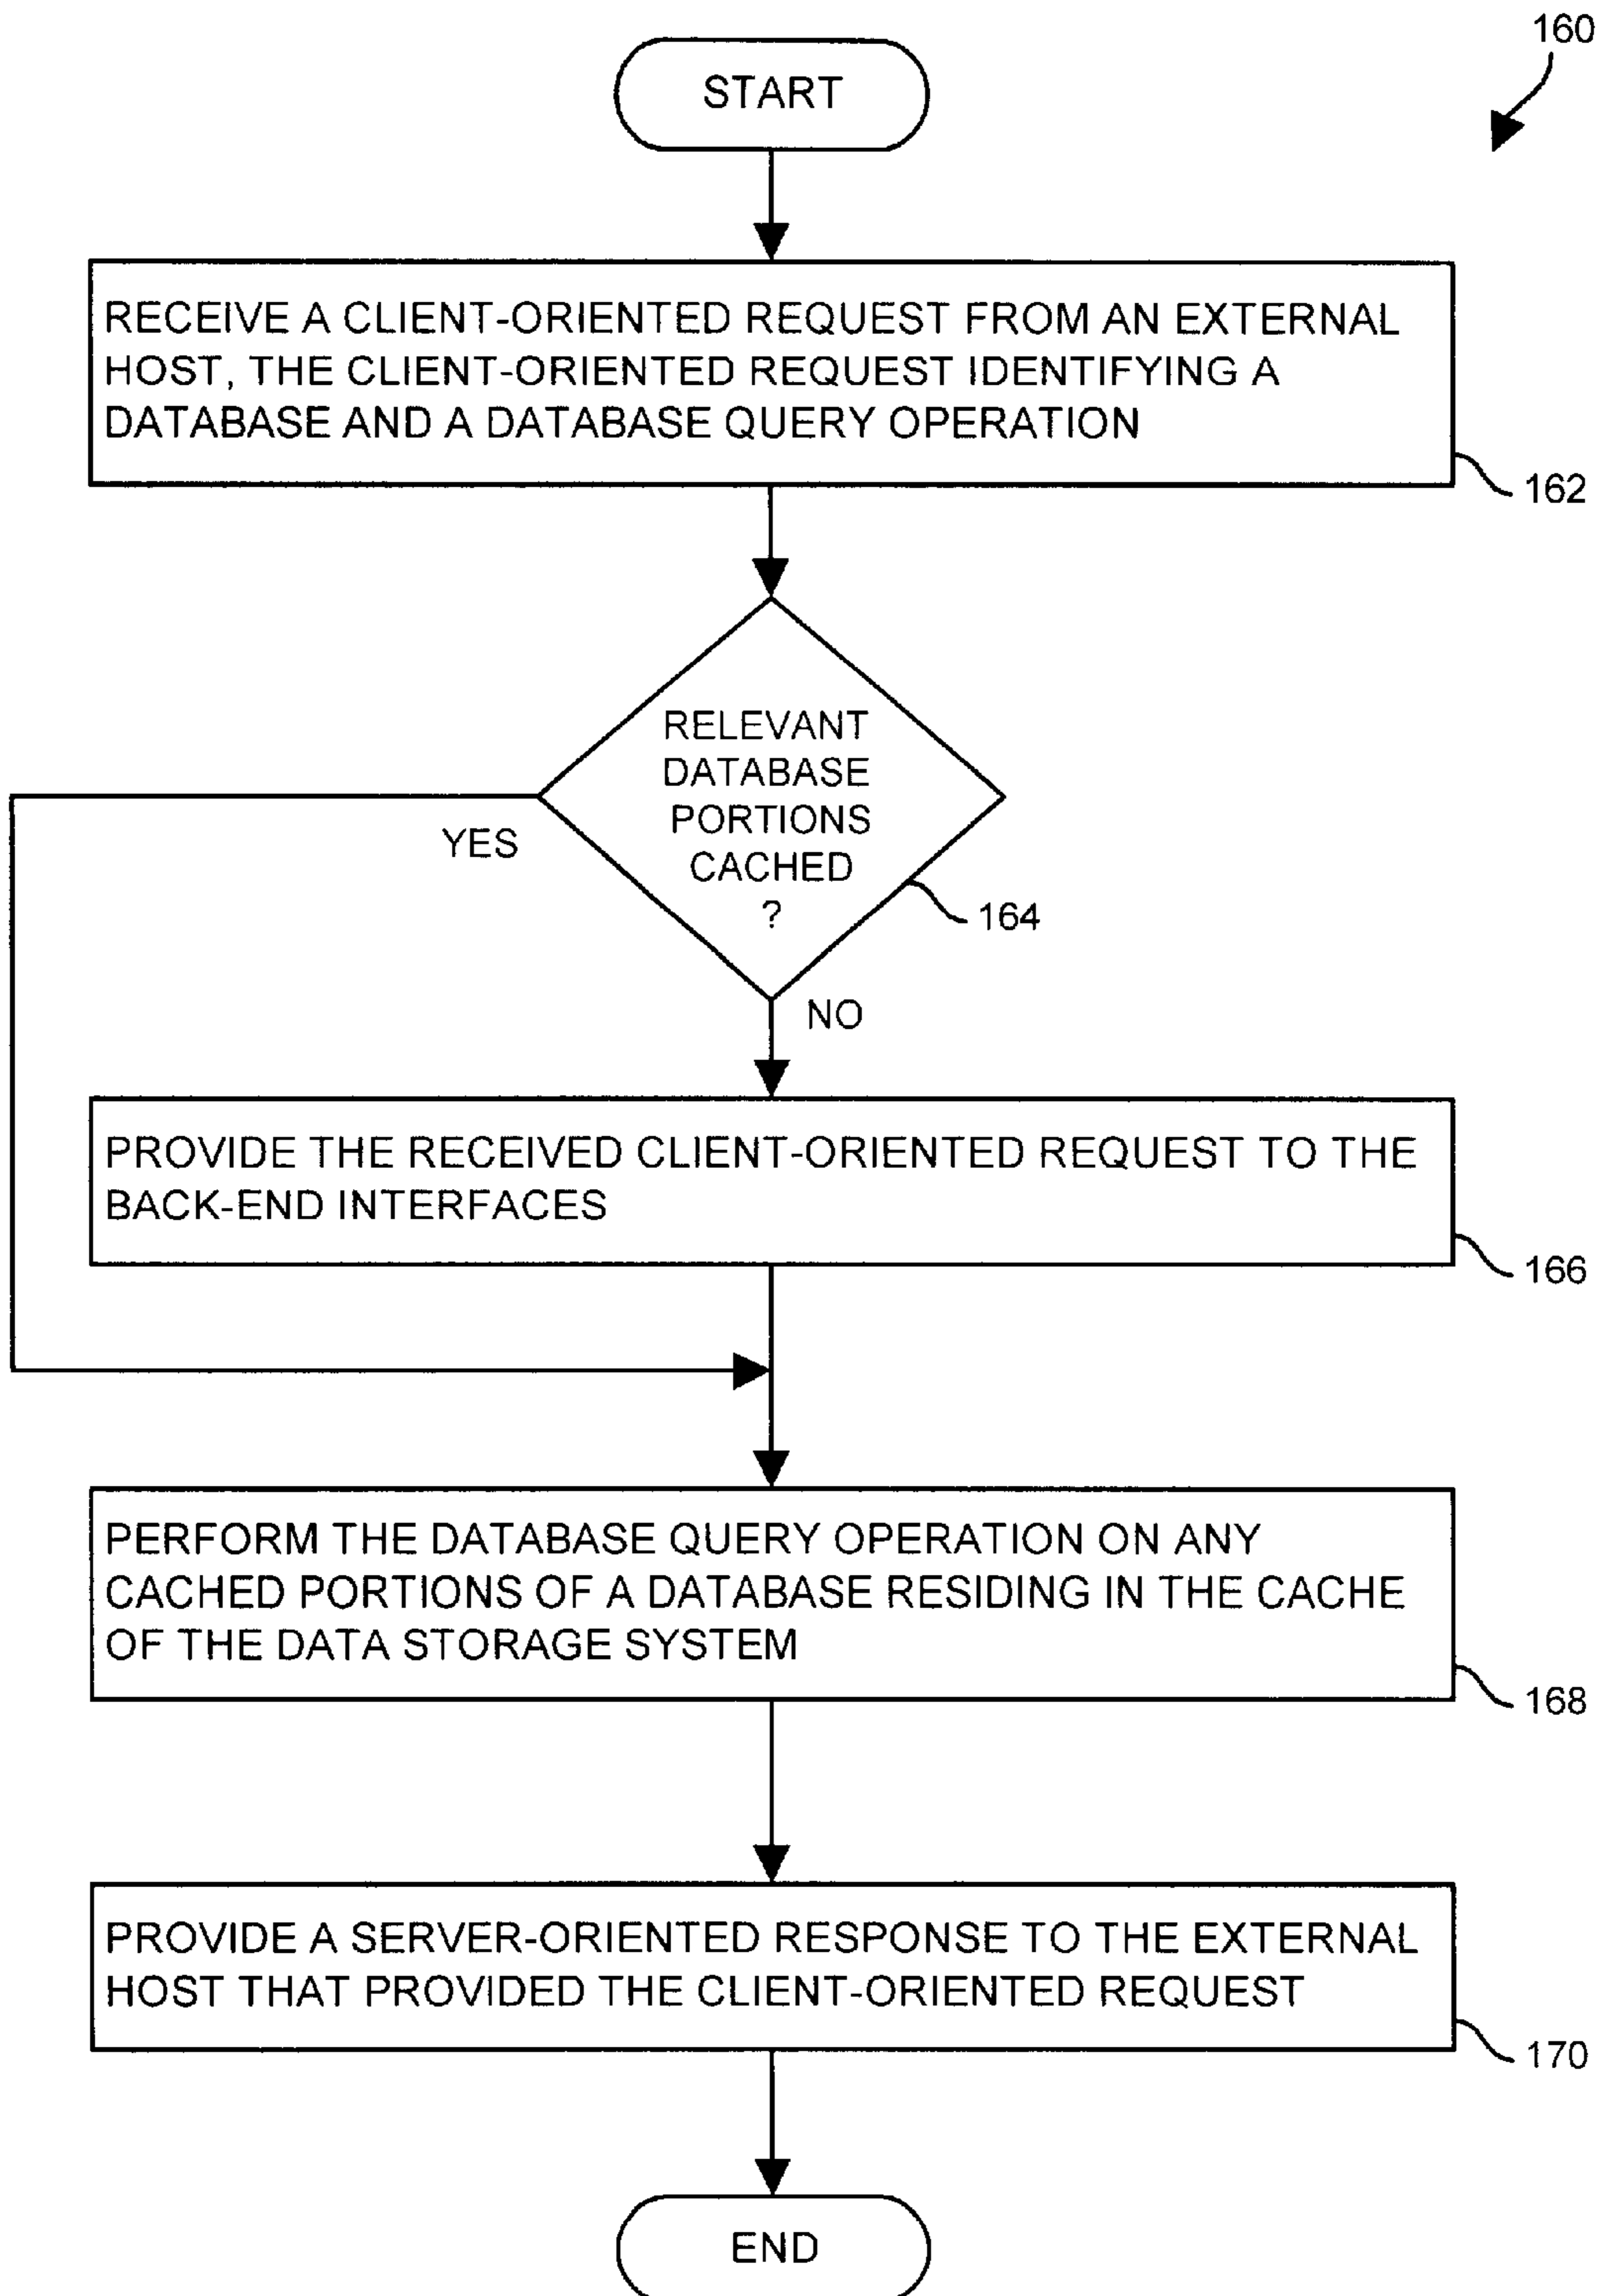 160
START
RECEIVE A CLIENT-ORIENTED REQUEST FROM AN EXTERNAL
HOST, THE CLIENT-ORIENTED REQUEST IDENTIFYING A
DATABASE AND A DATABASE QUERY OPERATION
162
RELEVANT
DATABASE
PORTIONS
CACHED
?
YES
164
NO
PROVIDE THE RECEIVED CLIENT-ORIENTED REQUEST TO THE
BACK-END INTERFACES
166
PERFORM THE DATABASE QUERY OPERATION ON ANY
CACHED PORTIONS OF A DATABASE RESIDING IN THE CACHE
OF THE DATA STORAGE SYSTEM
168
PROVIDE A SERVER-ORIENTED RESPONSE TO THE EXTERNAL
HOST THAT PROVIDED THE CLIENT-ORIENTED REQUEST
170
END